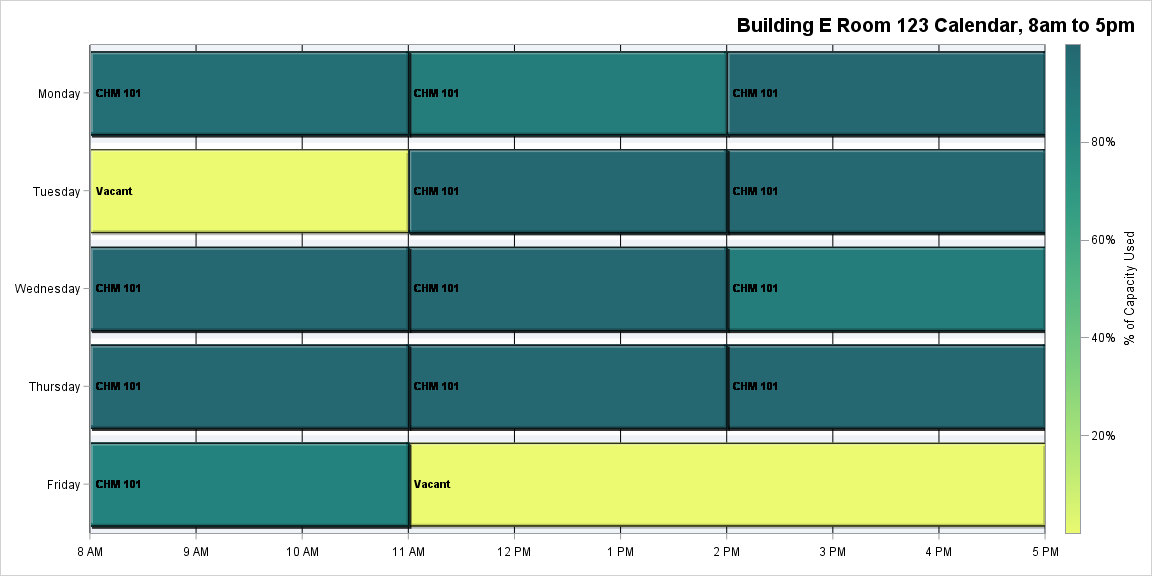 Building E Room 123 Calendar, 8am to 5pm
Monday
CHM 101
CHM 101
CHM 101
Tuesday
Vacant
CHM 101
CHM 101
Wednesday
CHM 101
CHM 101
CHM 101
Thursday
CHM 101
CHM 101
CHM 101
Friday
CHM 101
Vacant
8 AM
9 AM
10 AM
11 AM
12 PM
1 PM
2 PM
3 PM
4 PM
5 PM
80%
60%
40%
20%
% of Capacity Used